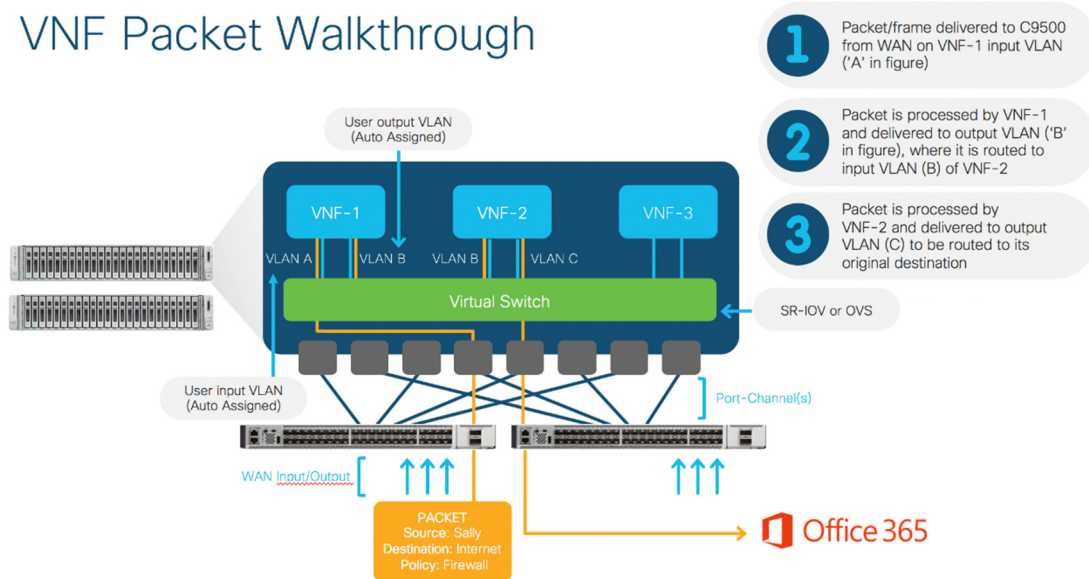 VNF Packet Walkthrough
1
Packet/frame delivered to C9500
from WAN on VNF-1 input VLAN
('A' in figure)
2
Packet is processed by VNF-1
and delivered to output VLAN ('B'
in figure), where it is routed to
input VLAN (B) of VNF-2
3
Packet is processed by
VNF-2 and delivered to output
VLAN (C) to be routed to its
original destination
User output VLAN
(Auto Assigned)
VNF-1
VNF-2
VNF-3
VLAN A
VLAN B
VLAN B
VLAN C
Virtual Switch
SR-IOV or OVS
User input VLAN
(Auto Assigned)
Port-Channel(s)
WAN Input/Output
PACKET
Source: Sally
Destination: Internet
Policy: Firewall
Office 365